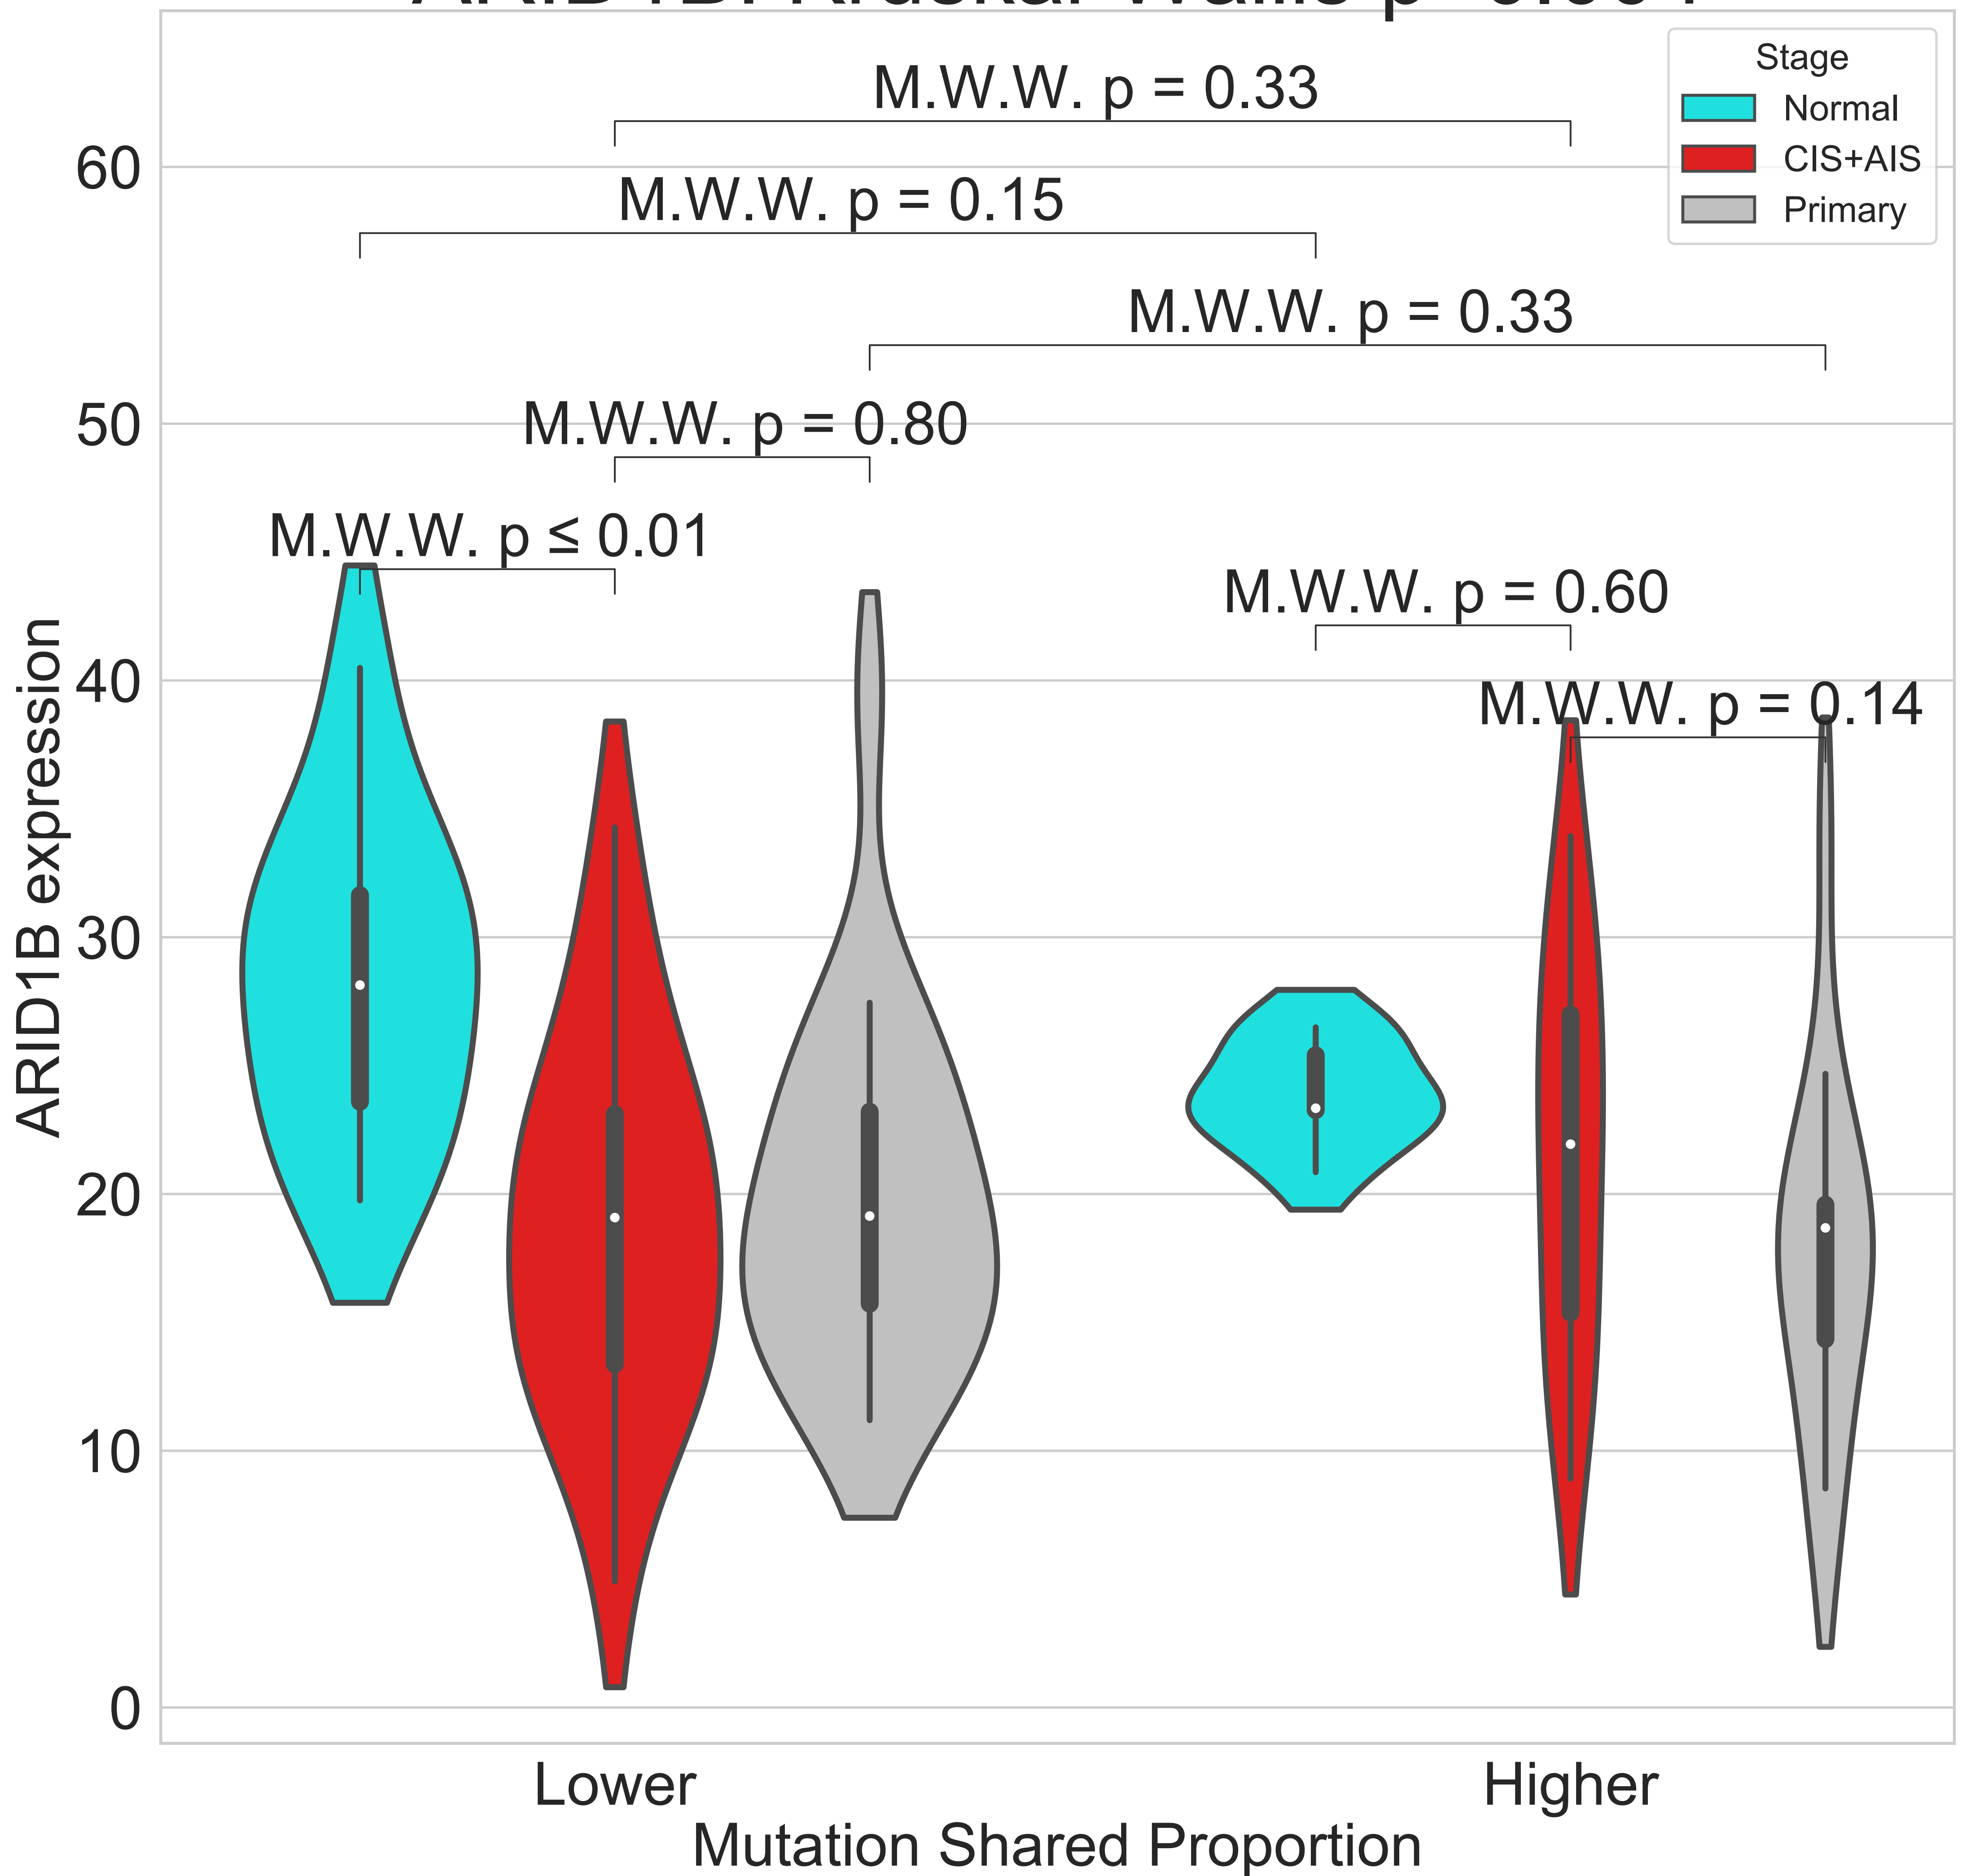 Stage
Normal
CIS+AIS
Primary
M.W.W. p = 0.33
M.W.W. p = 0.15
M.W.W. p = 0.33
M.W.W. p = 0.80
M.W.W. p ≤ 0.01
M.W.W. p = 0.60
M.W.W. p = 0.14
60
50
40
30
20
10
0
ARID1B expression
Lower
Higher
Mutation Shared Proportion